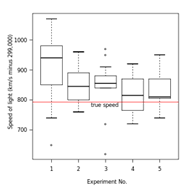 Speed of light (km/s minus 299,000)
1000
900
800
700
true speed
1 2 3 4 5
Experiment No.